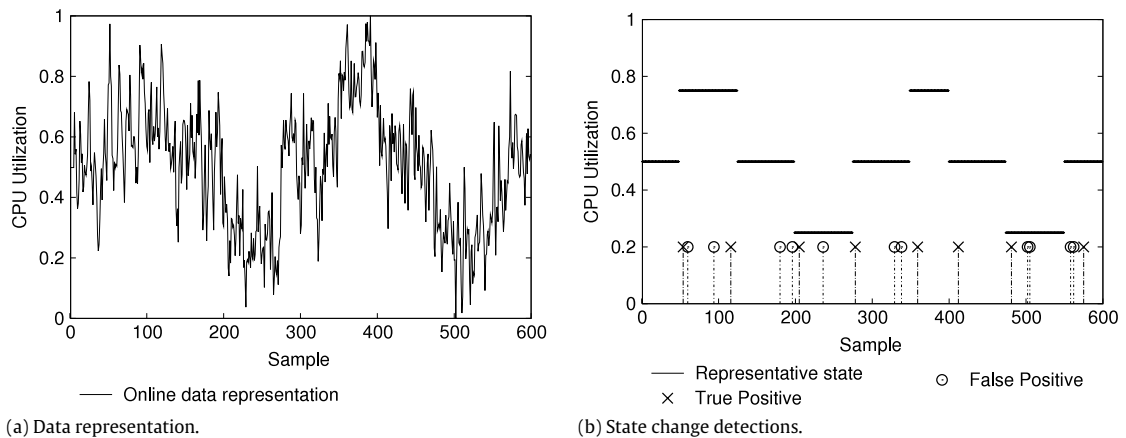 1
0.8
0.6
0.4
0.2
0
CPU Utilization
0 100 200 300 400 500 600
Sample
Online data representation
(a) Data representation.
1
0.8
0.6
0.4
0.2
0
CPU Utilization
0 100 200 300 400 500 600
Sample
Representative state
True Positive
False Positive
(b) State change detections.